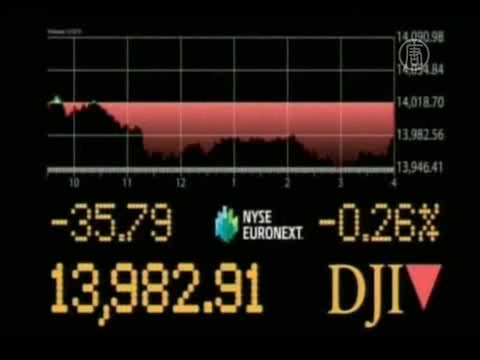 14,090.98
14,054.84
14,018.70
13,982.56
13,946.41
10 11 12 1 2 3 4
-35.79
NYSE
EURONEXT
-0.26%
13,982.91
DJI